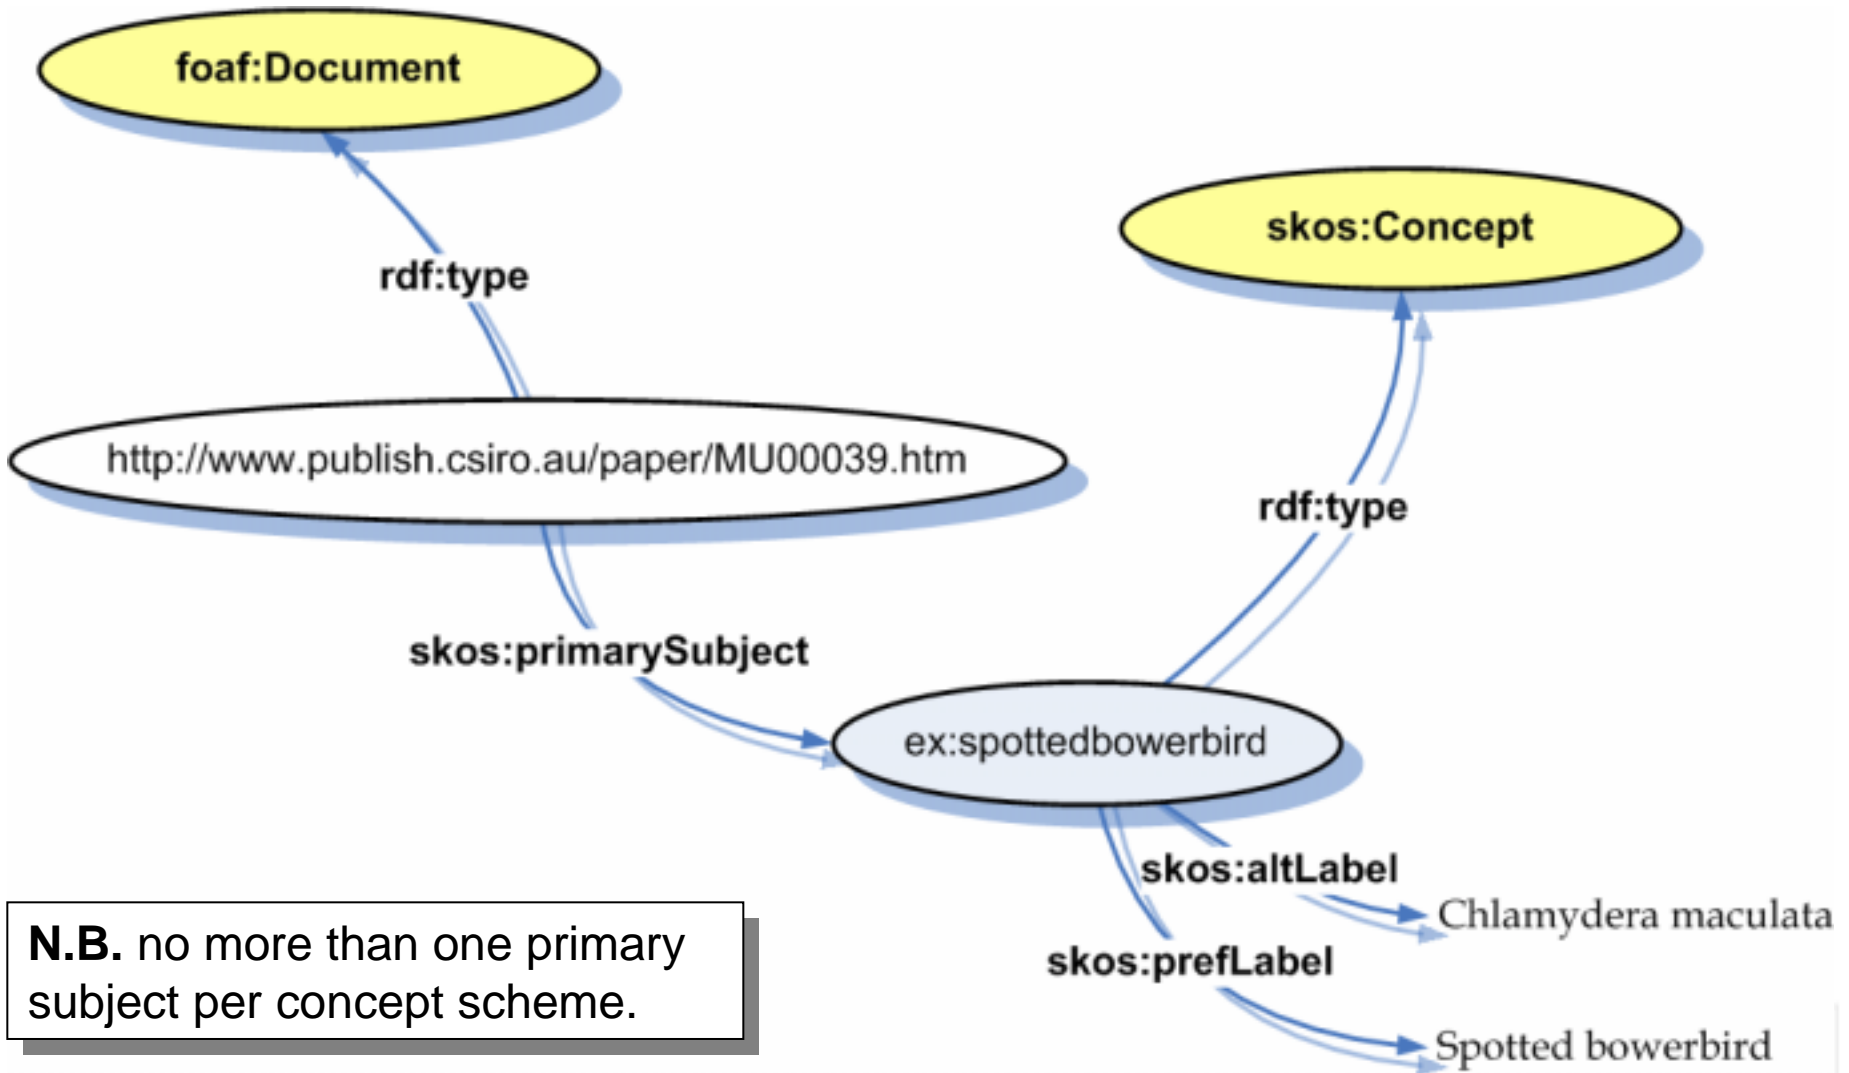 foaf:Document
skos:Concept
rdf:type
http://www.publish.csiro.au/paper/MU00039.htm
rdf:type
skos:primarySubject
ex:spottedbowerbird
skos:altLabel
Chlamydera maculata
skos:prefLabel
Spotted bowerbird
N.B. no more than one primary
subject per concept scheme.